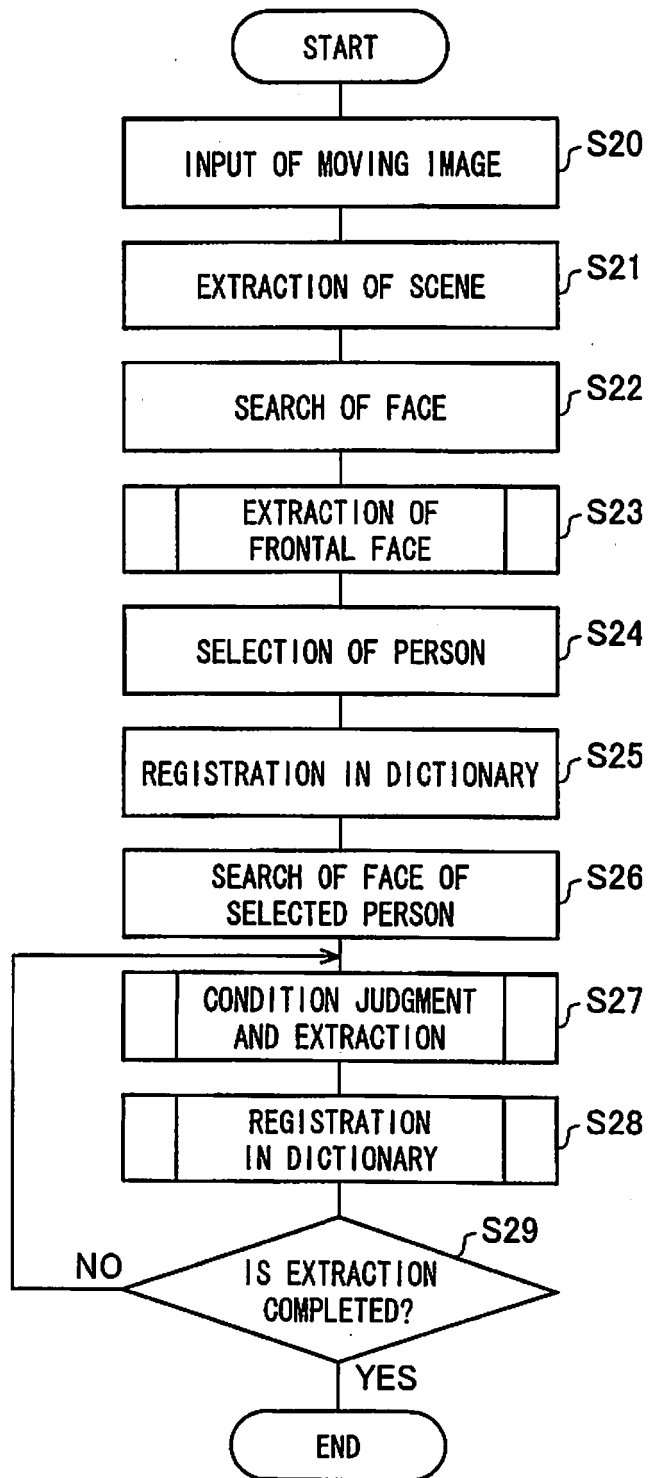 START
INPUT OF MOVING IMAGE
S20
EXTRACTION OF SCENE
S21
SEARCH OF FACE
S22
EXTRACTION OF
FRONTAL FACE
S23
SELECTION OF PERSON
S24
REGISTRATION IN DICTIONARY
S25
SEARCH OF FACE OF
SELECTED PERSON
S26
CONDITION JUDGMENT
AND EXTRACTION
S27
REGISTRATION
IN DICTIONARY
S28
S29
IS EXTRACTION
COMPLETED?
NO
YES
END